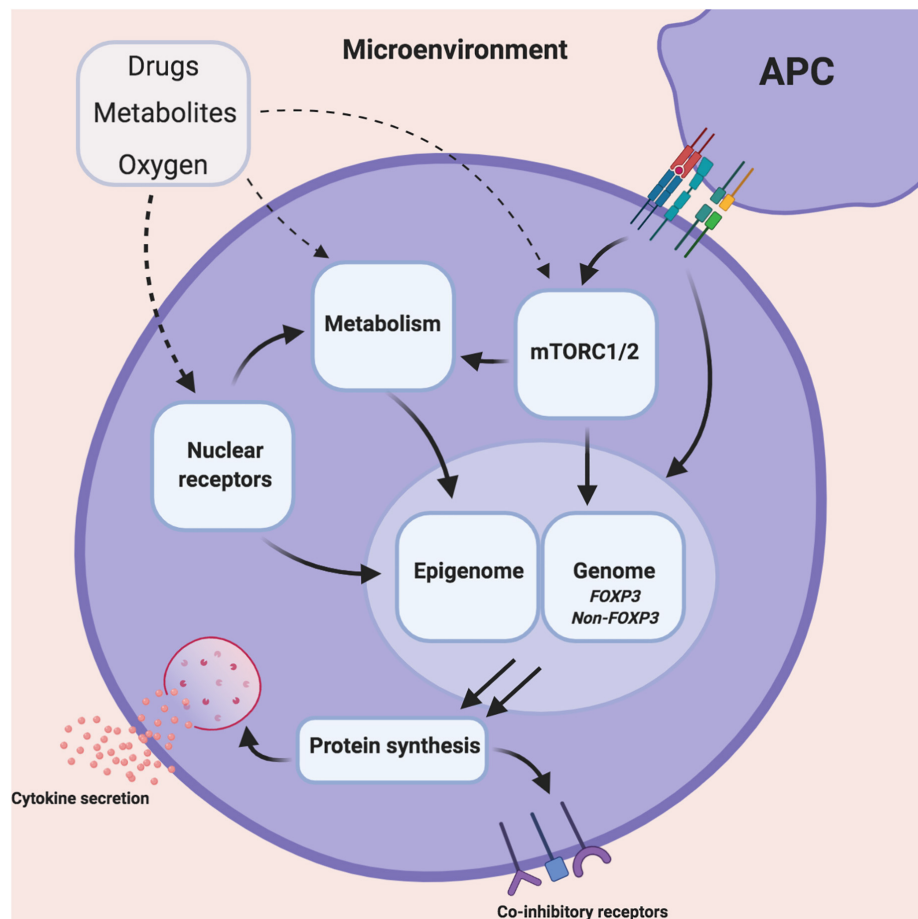 Microenvironment
APC
Drugs
Metabolites
Oxygen
Metabolism
mTORC1/2
Nuclear
receptors
Epigenome
Genome
FOXP3
Non-FOXP3
Protein synthesis
Cytokine secretion
Co-inhibitory receptors